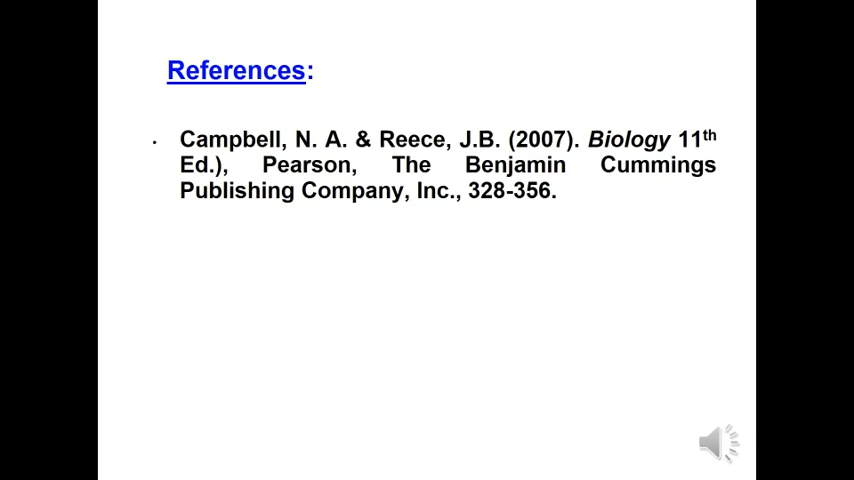 References:
• Campbell, N. A. & Reece, J.B. (2007). Biology 11th
Ed.), Pearson, The Benjamin Cummings
Publishing Company, Inc., 328-356.